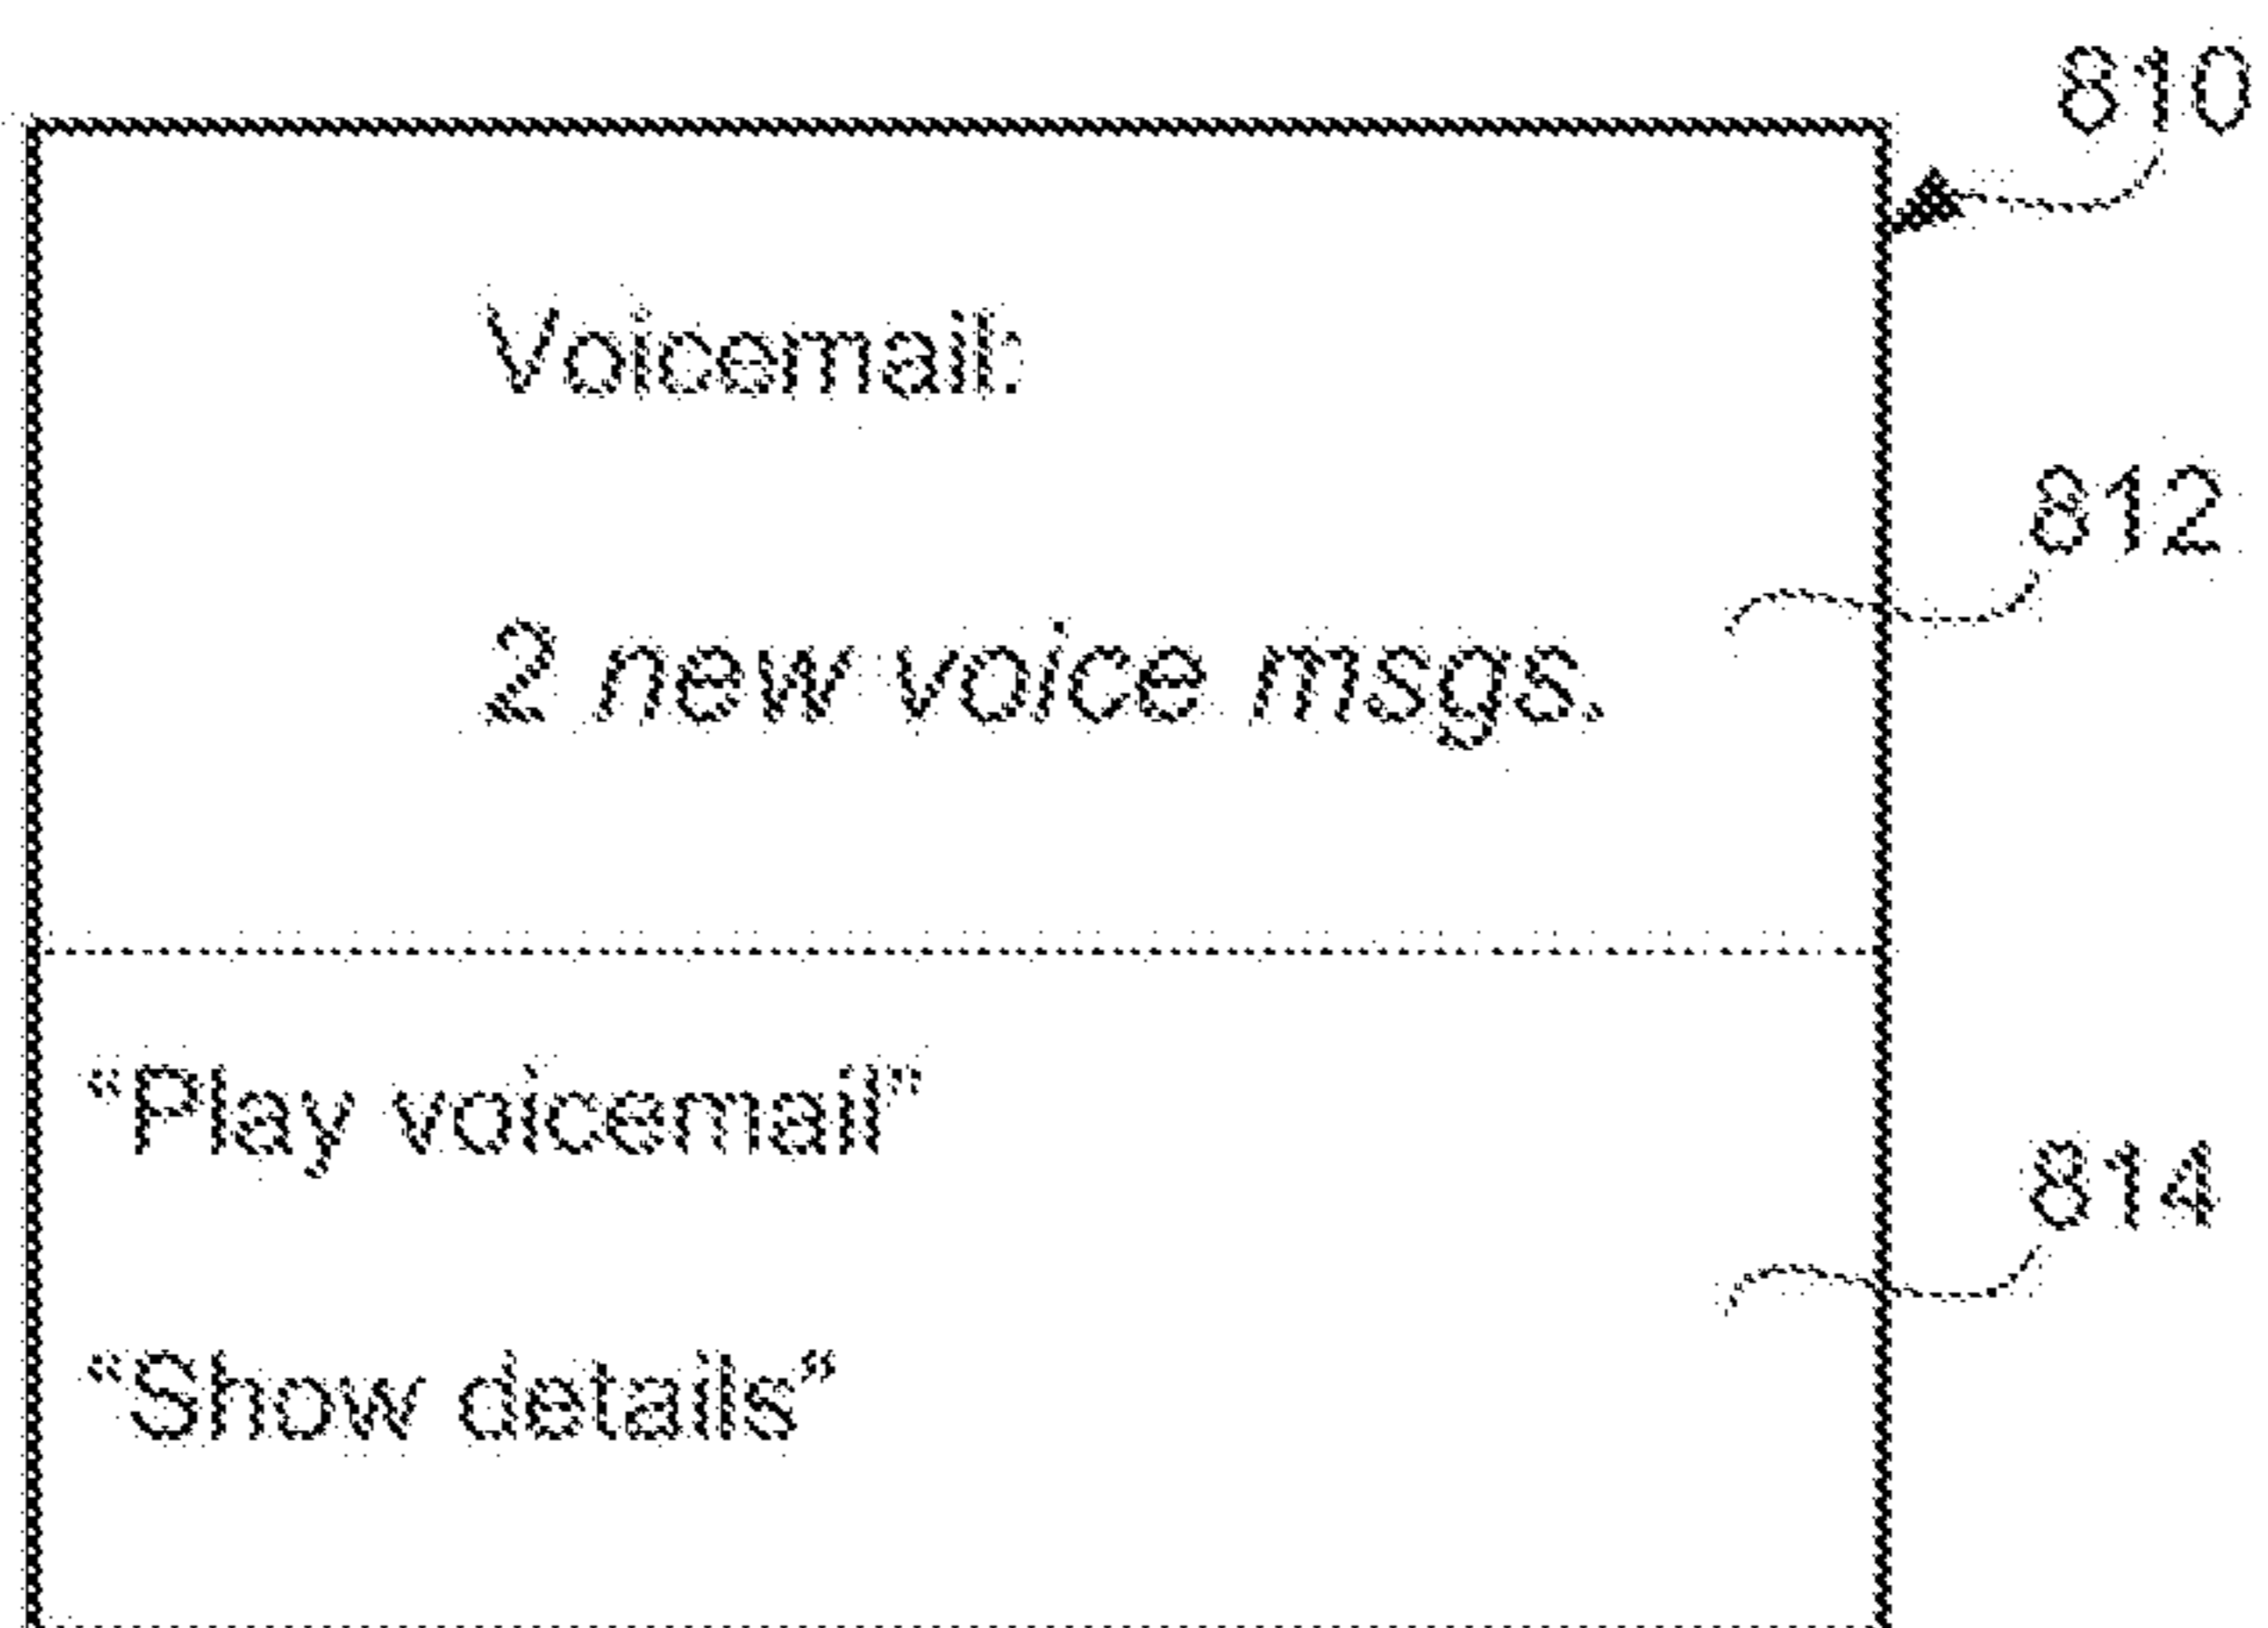 810
Voicemail:
812
2 new voice msgs.
“Play voicemail”
814
“Show details”